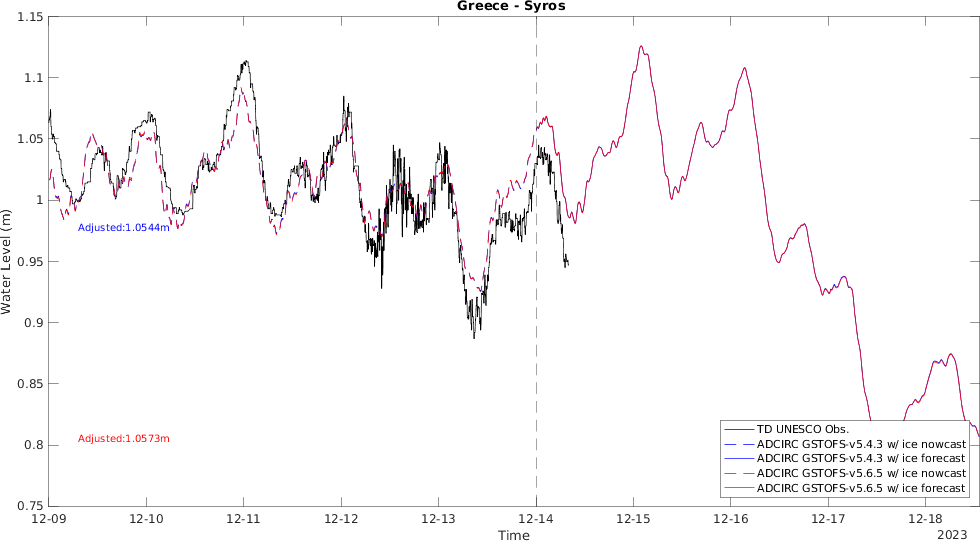 Greece - Syros
1.15
1.1
1.05
1
0.95
0.9
0.85
0.8
0.75
Water Level (m)
Adjusted:1.0544m
Adjusted:1.0573m
TD UNESCO Obs.
ADCIRC GSTOFS-v5.4.3 w/ ice nowcast
ADCIRC GSTOFS-v5.4.3 w/ ice forecast
ADCIRC GSTOFS-v5.6.5 w/ ice nowcast
ADCIRC GSTOFS-v5.6.5 w/ ice forecast
12-09 12-10 12-11 12-12 12-13 12-14 12-15 12-16 12-17 12-18
Time
2023